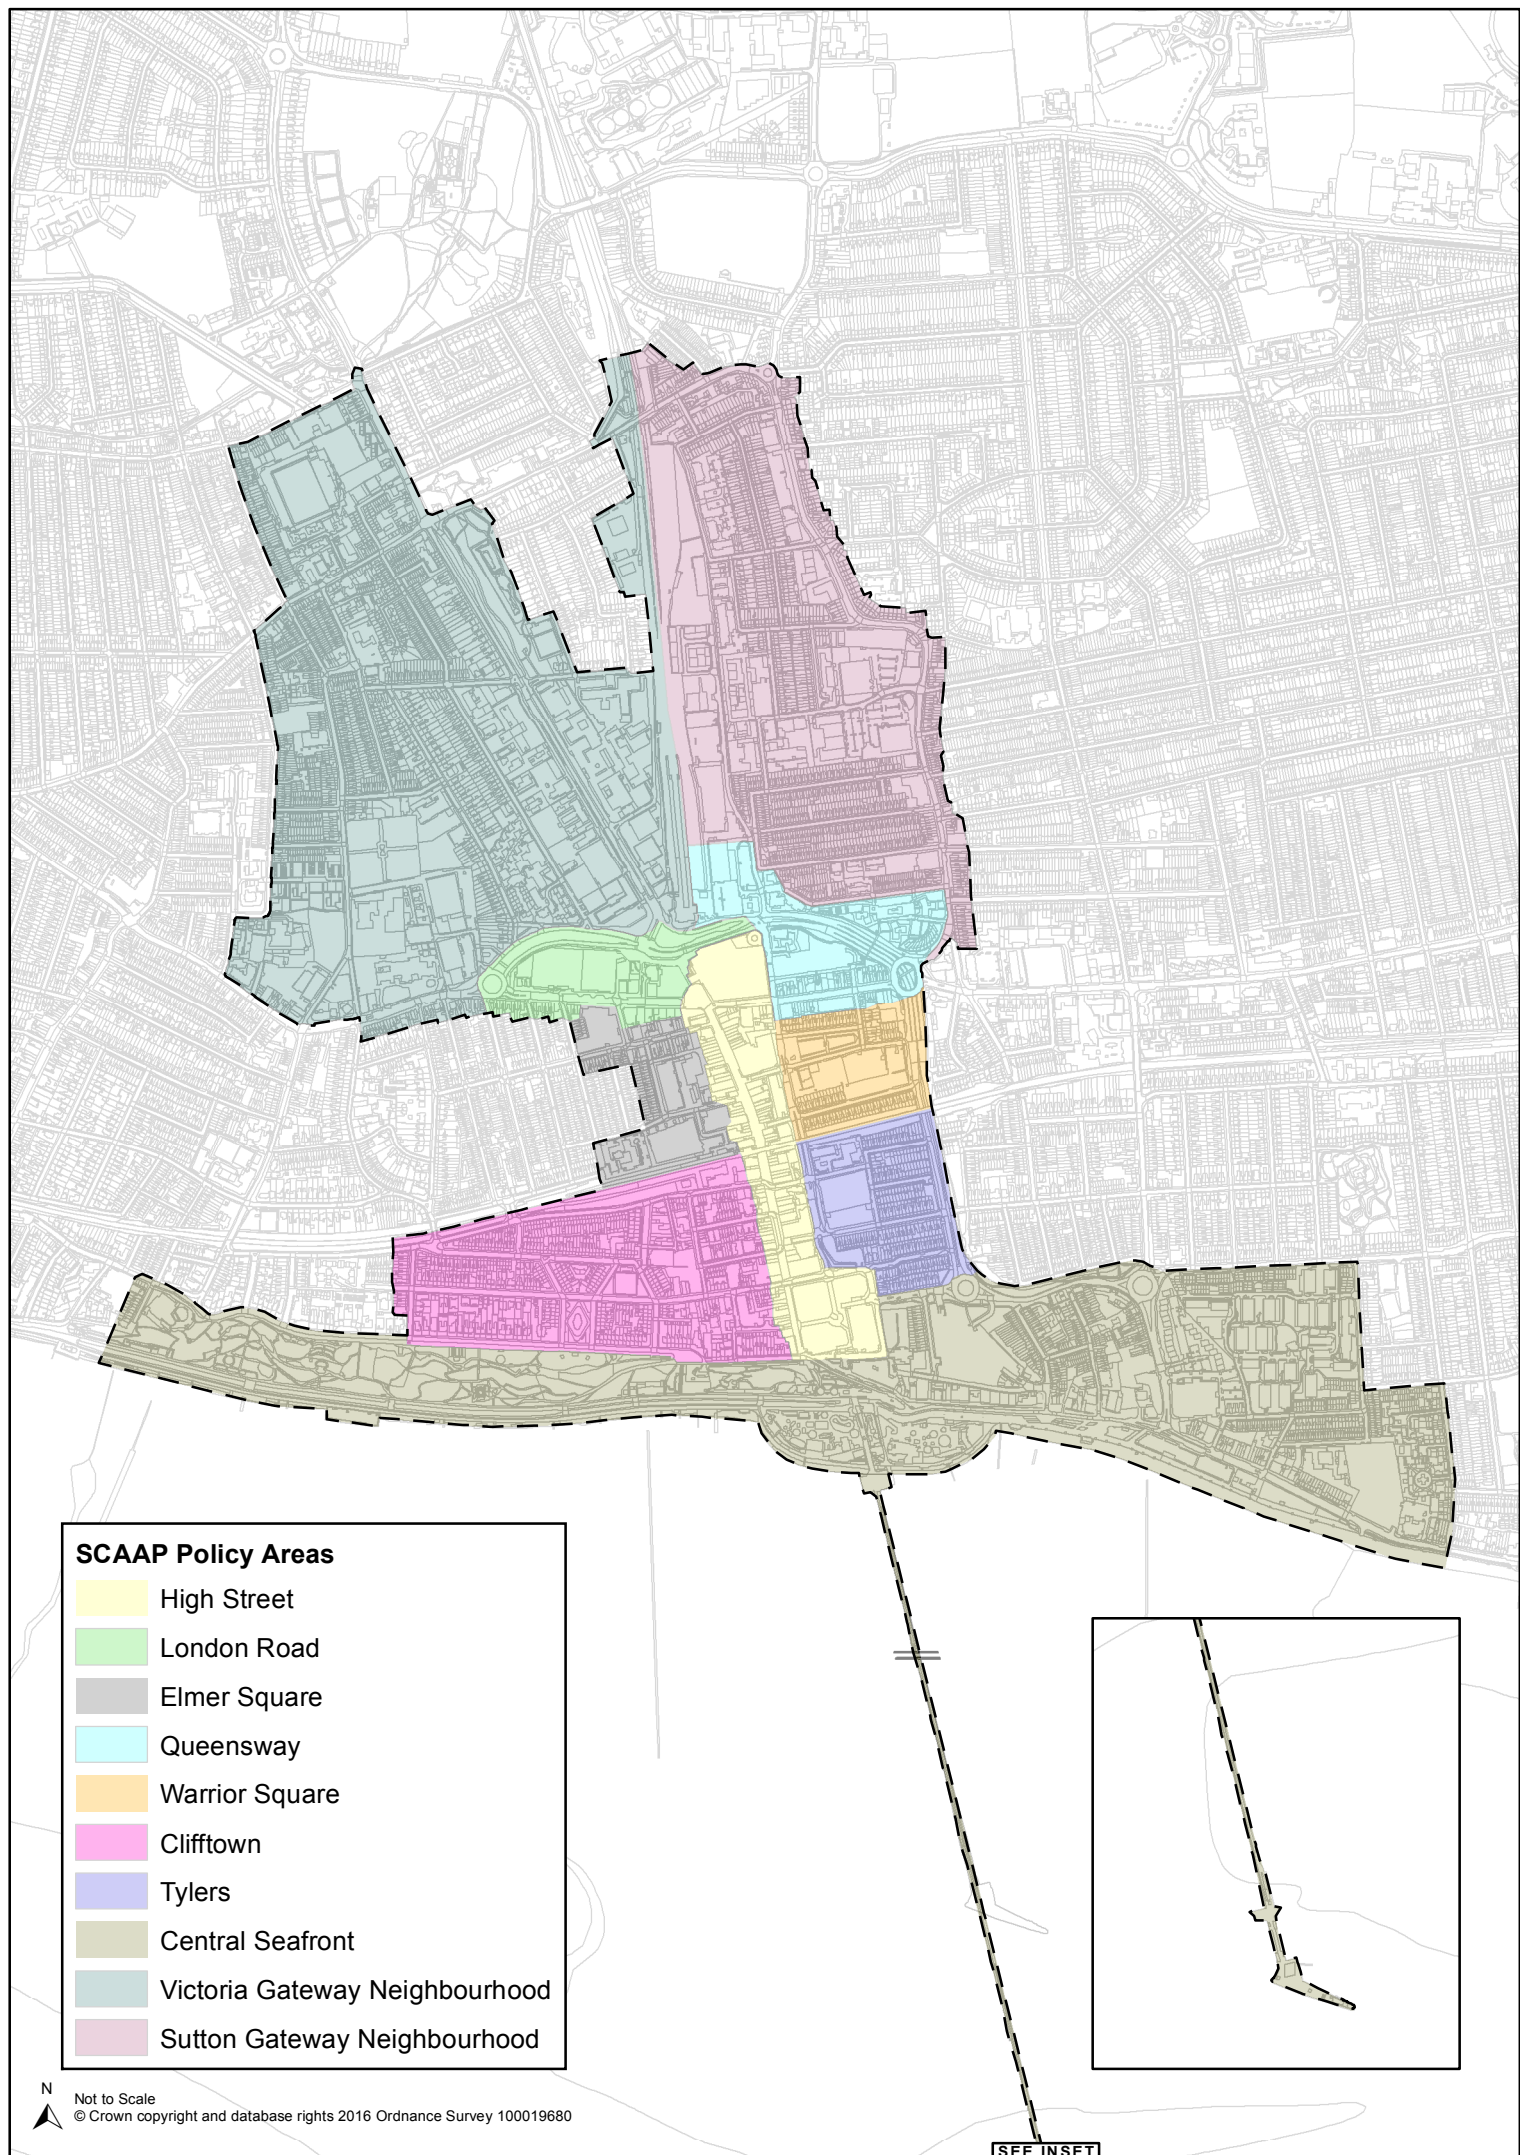 SCAAP Policy Areas
High Street
London Road
Elmer Square
Queensway
Warrior Square
Clifftown
Tylers
Central Seafront
Victoria Gateway Neighbourhood
Sutton Gateway Neighbourhood
N
Not to Scale
© Crown copyright and database rights 2016 Ordnance Survey 100019680
SEE INSET